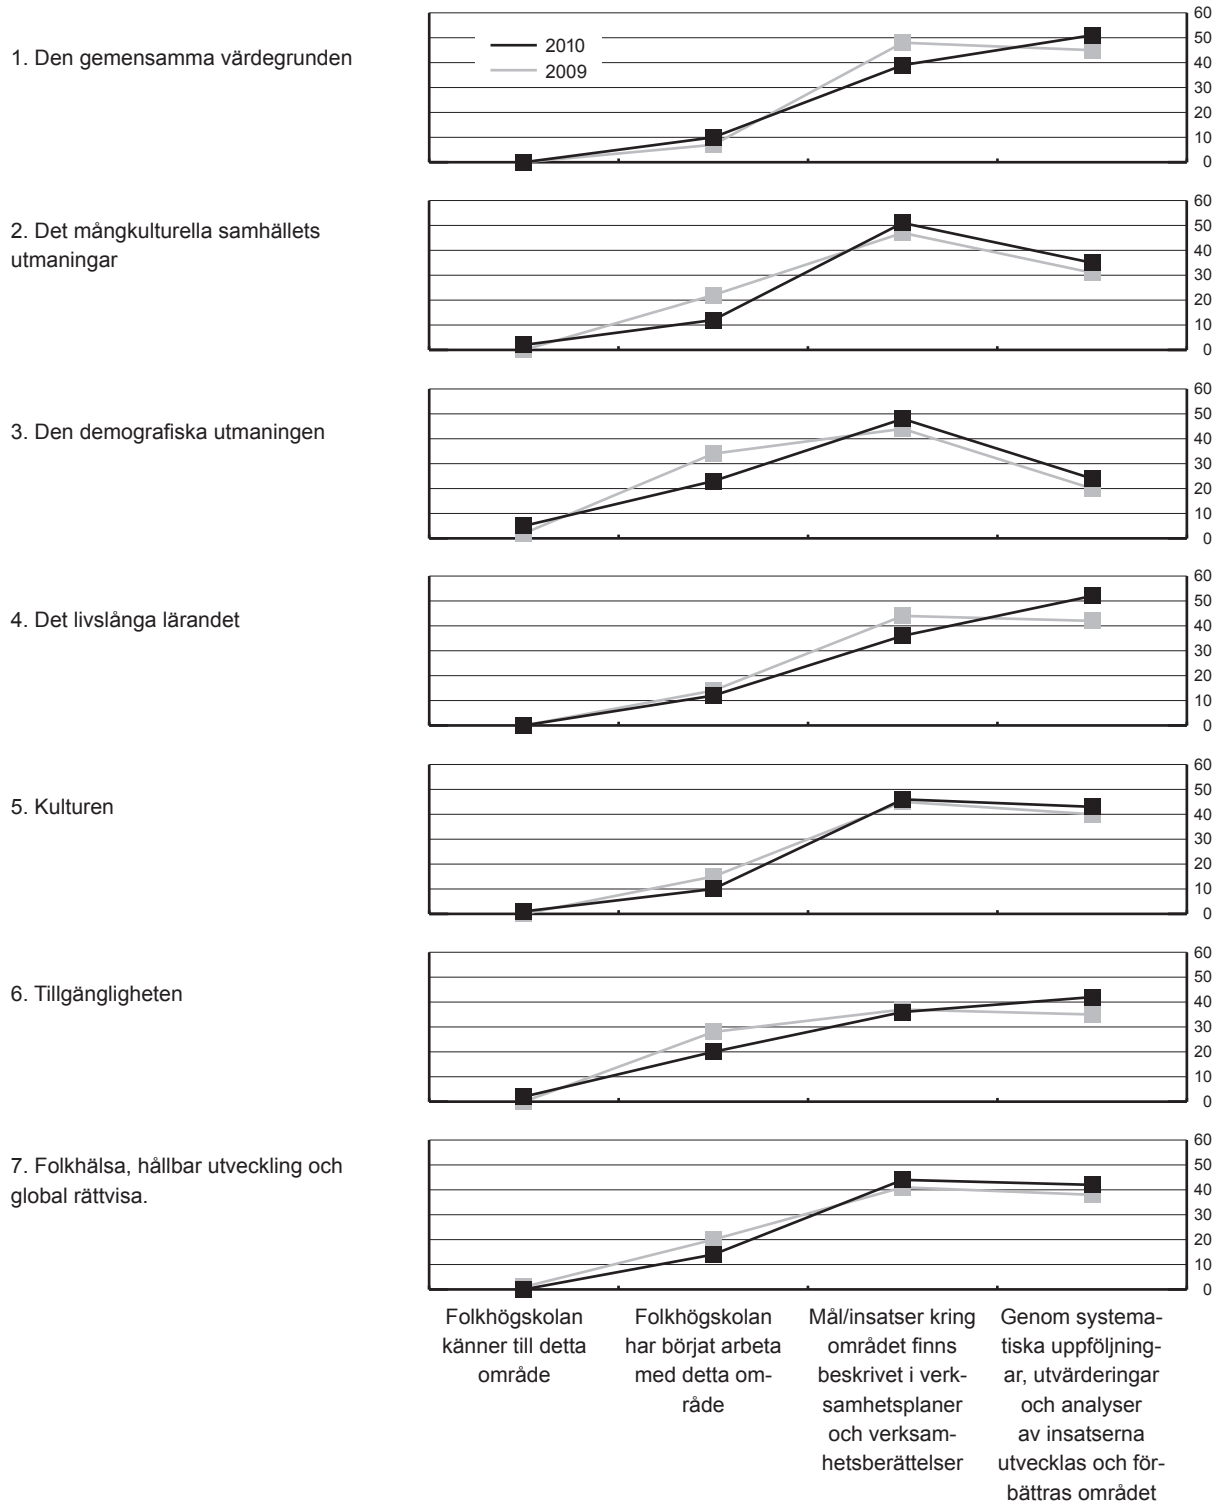 1. Den gemensamma värdegrunden
2010
2009
60
50
40
30
20
10
0
2. Det mångkulturella samhällets
utmaningar
60
50
40
30
20
10
0
3. Den demografiska utmaningen
60
50
40
30
20
10
0
4. Det livslånga lärandet
60
50
40
30
20
10
0
5. Kulturen
60
50
40
30
20
10
0
6. Tillgängligheten
60
50
40
30
20
10
0
7. Folkhälsa, hållbar utveckling och
global rättvisa.
60
50
40
30
20
10
0
Folkhögskolan
känner till detta
område
Folkhögskolan
har börjat arbeta
med detta om-
råde
Mål/insatser kring
området finns
beskrivet i verk-
samhetsplaner
och verksam-
hetsberättelser
Genom systema-
tiska uppföljning-
ar, utvärderingar
och analyser
av insatserna
utvecklas och för-
bättras området